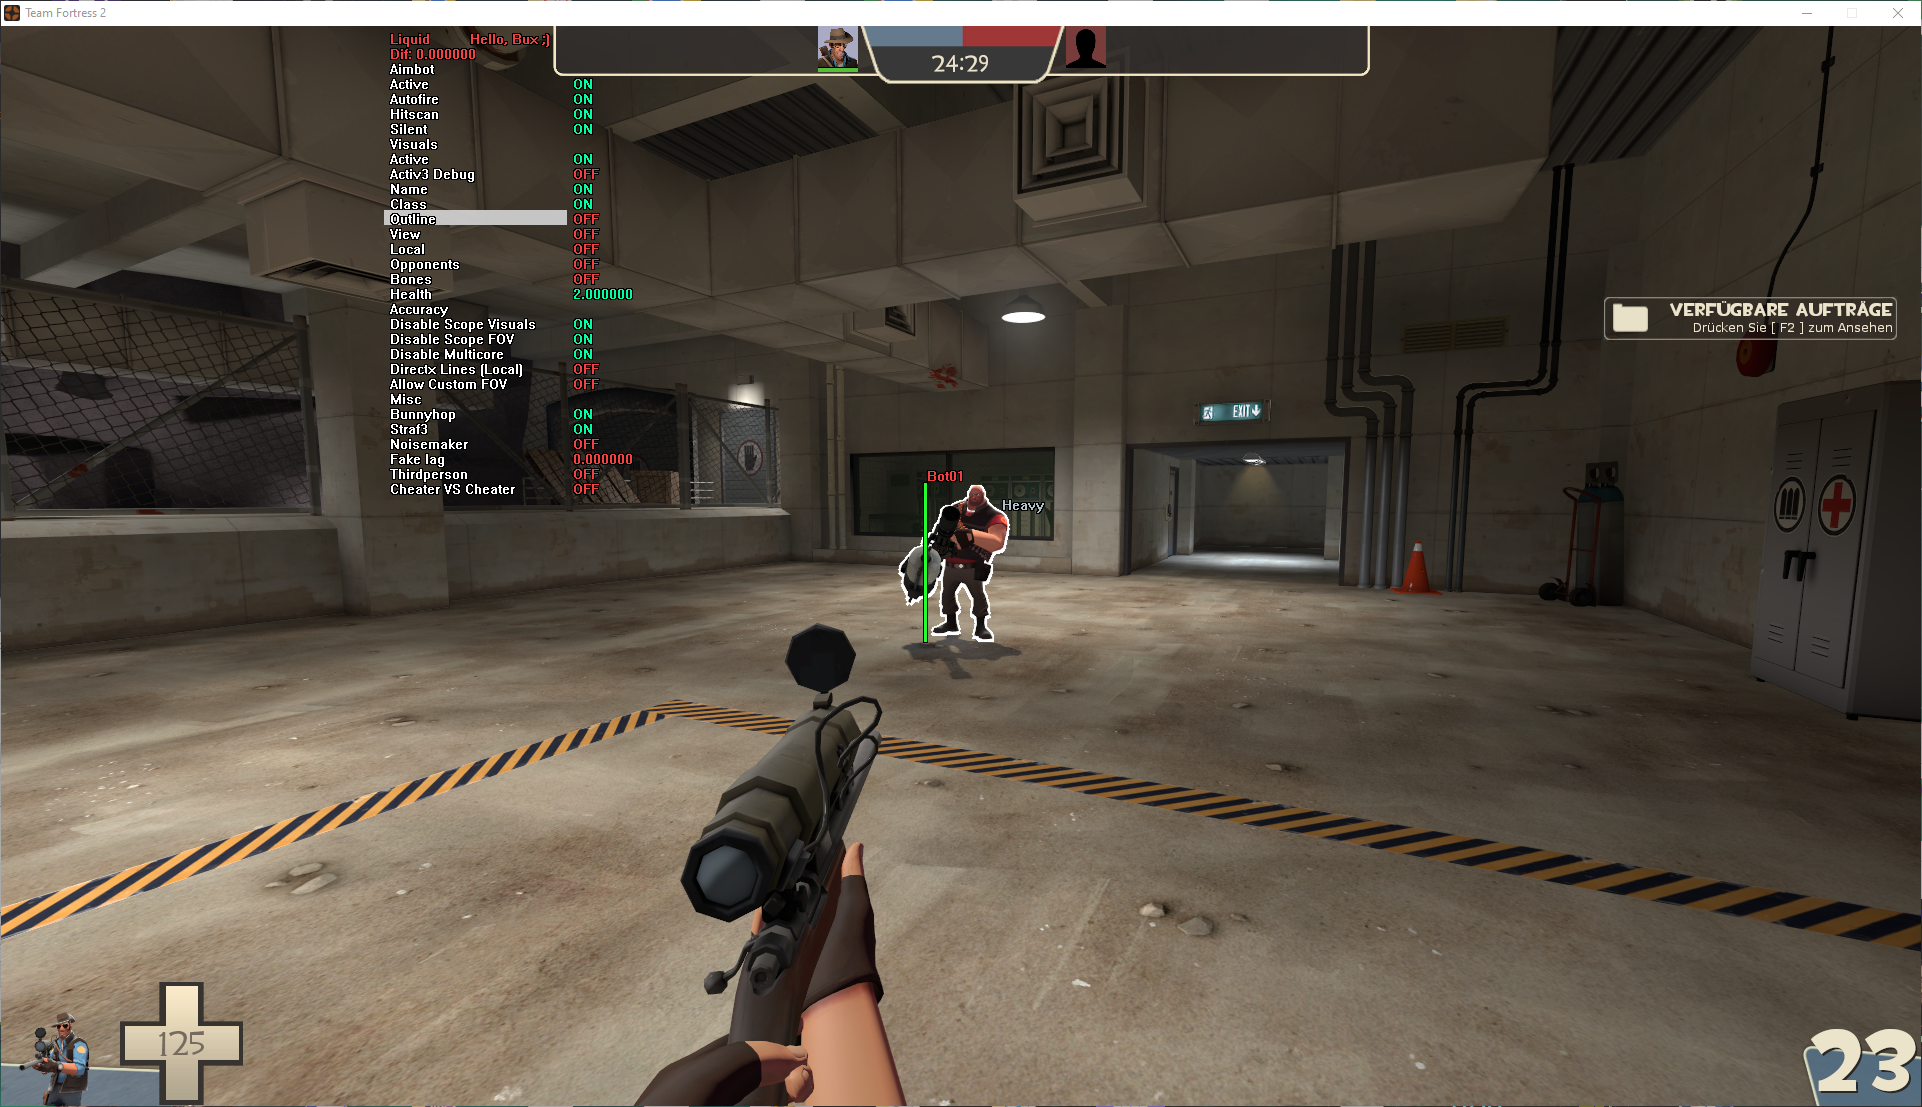 Team Fortress 2
Liquid Hello, Bux ;)
Dif: 0.000000
Aimbot
Active ON
Autofire ON
Hitscan ON
Silent ON
Visuals
Active ON
Activ3 Debug OFF
Name ON
Class ON
Outline OFF
View OFF
Local OFF
Opponents OFF
Bones OFF
Health 2.000000
Accuracy
Disable Scope Visuals ON
Disable Scope FOV ON
Disable Multicore ON
Directx Lines (Local) OFF
Allow Custom FOV OFF
Misc
Bunnyhop ON
Straf3 ON
Noisemaker OFF
Fake lag 0.000000
Thirdperson OFF
Cheater VS Cheater OFF
24:29
VERFÜGBARE AUFTRÄGE
Drücken Sie [ F2 ] zum Ansehen
EXIT
Bot01
Heavy
125
23